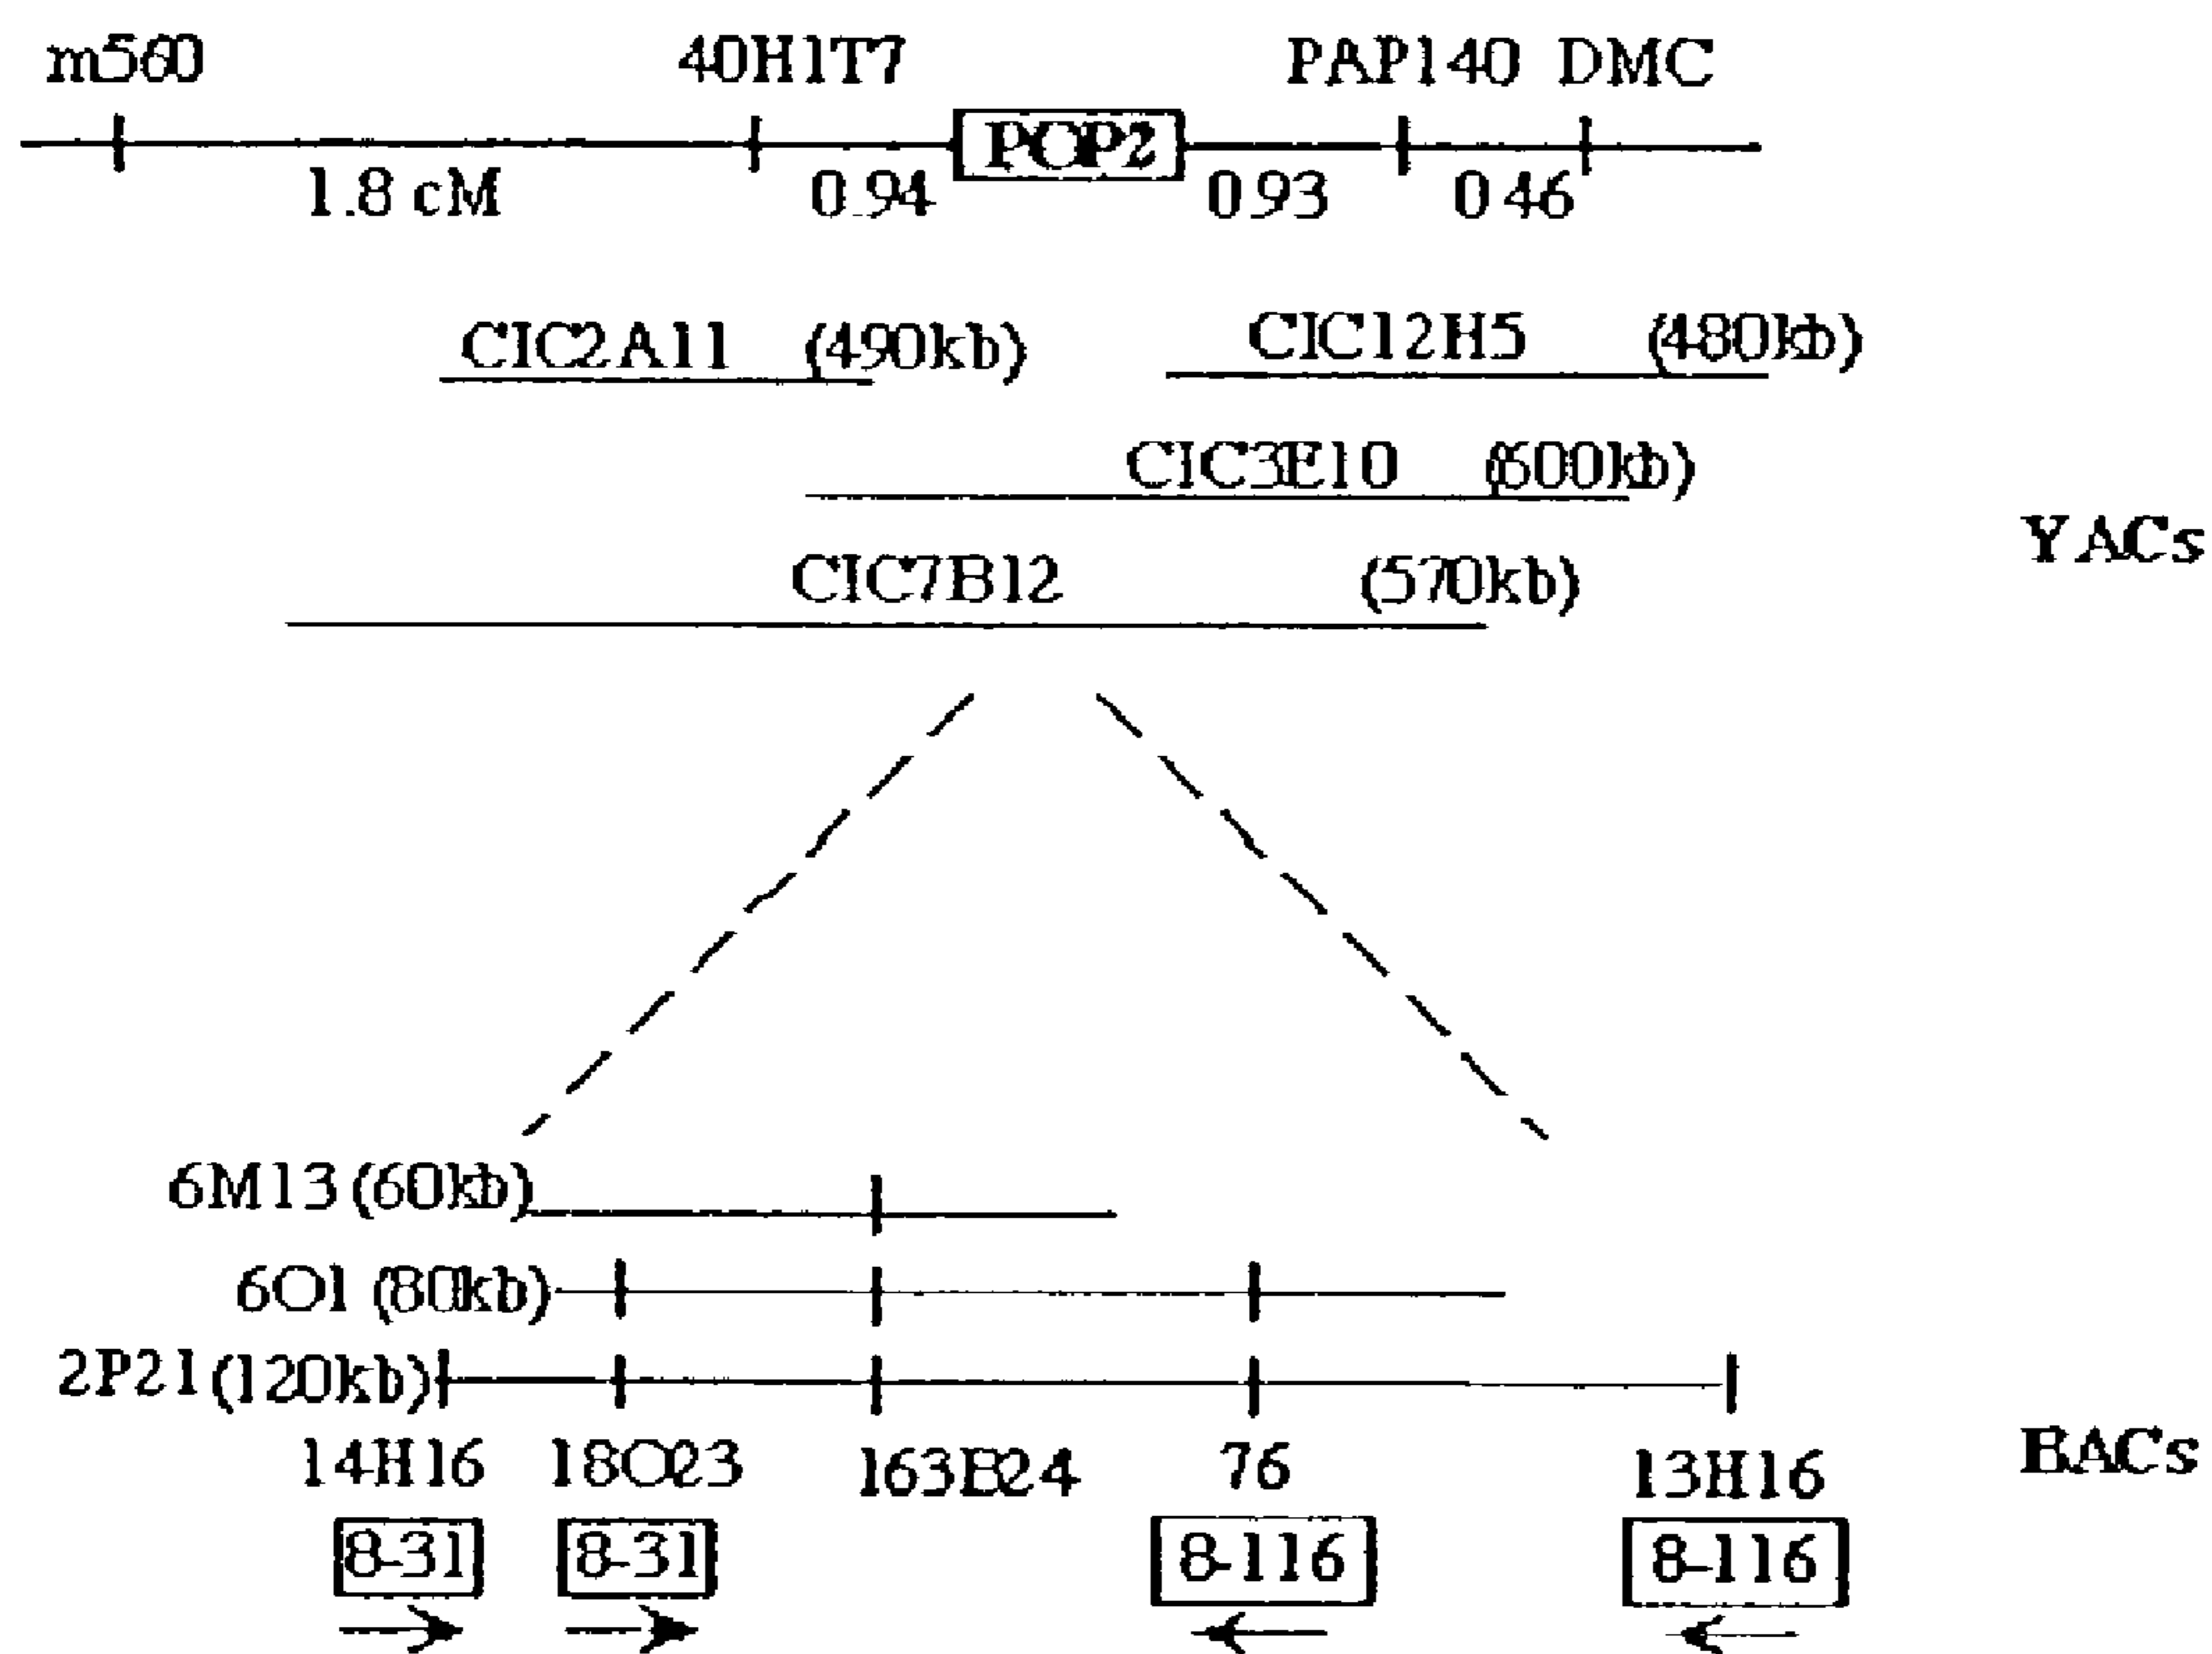 m560 40H1T7 PAP140 DMC
PCP2
1.8 cM 0.94 0.93 0.46
CIC2A11 (490kb) CIC12H5 (480kb)
CIC3E10 (600kb)
YACs
CIC7B12 (570kb)
6M13 (60kb)
6O1 (80kb)
2P21 (120kb)
14H16 18O23 163B24 76 13H16
BACs
8-31 8-31 8-116 8-116